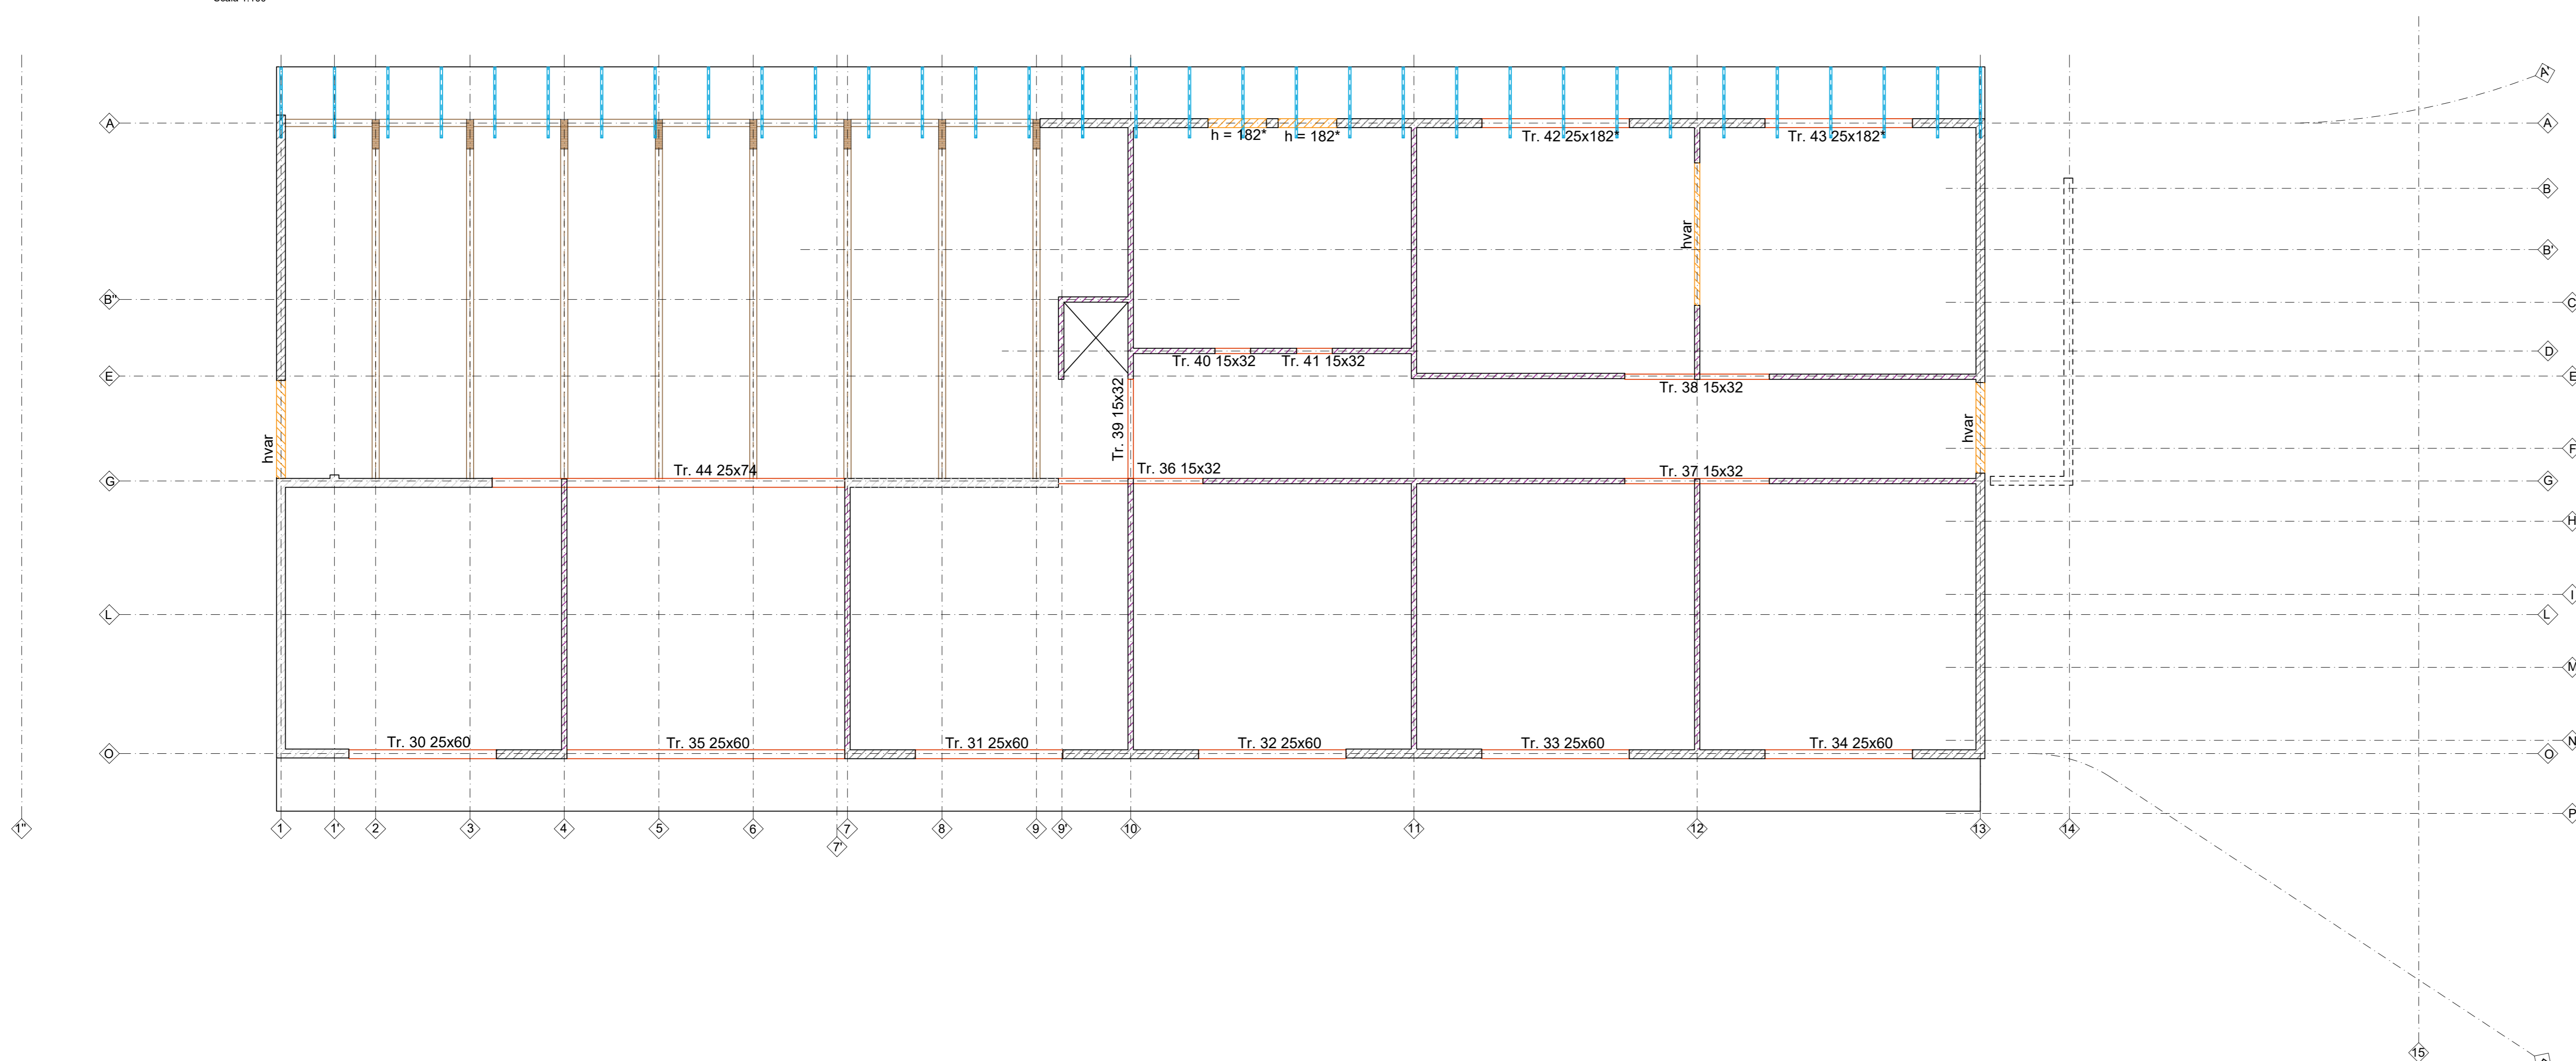 A'
A
A
h = 182*
h = 182*
Tr. 42 25x182*
Tr. 43 25x182*
B
hvar
B'
B"
C
D
Tr. 40 15x32
Tr. 41 15x32
E
E
Tr. 38 15x32
Tr. 39 15x32
hvar
hvar
F
Tr. 44 25x74
Tr. 36 15x32
Tr. 37 15x32
G
G
H
I
L
L
M
N
Tr. 30 25x60
Tr. 35 25x60
Tr. 31 25x60
Tr. 32 25x60
Tr. 33 25x60
Tr. 34 25x60
O
O
P
1"
1
1'
2
3
4
5
6
7
8
9
9'
10
11
12
13
14
7'
15